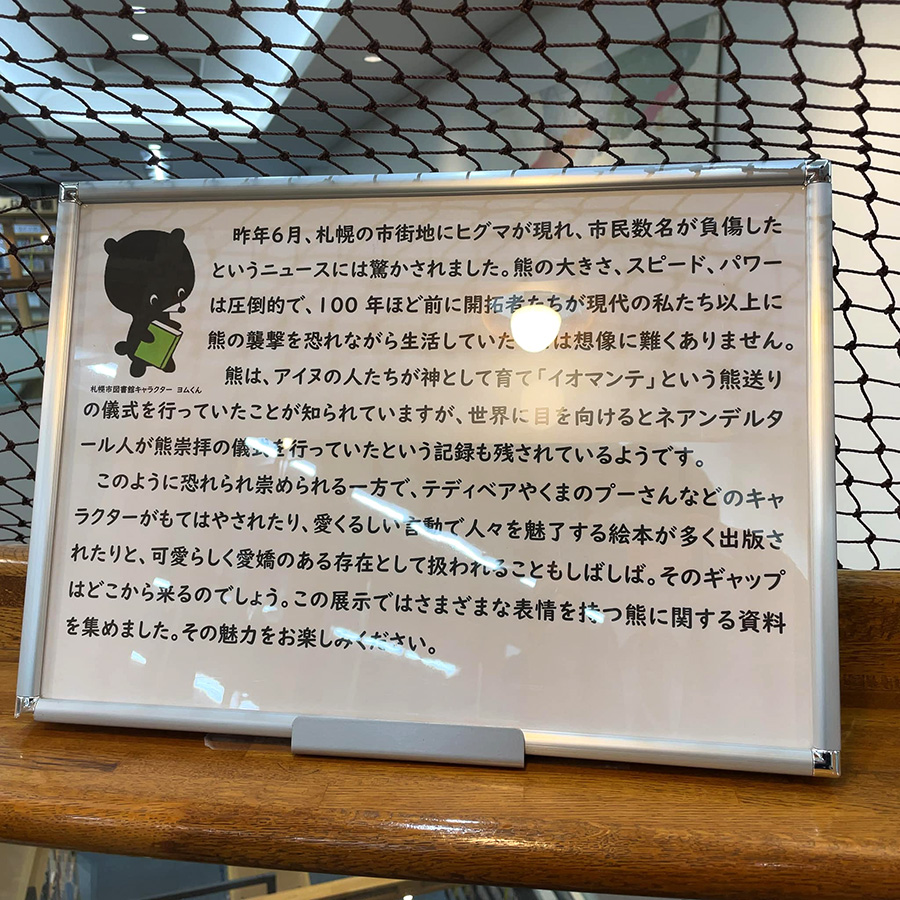 昨年6月、札幌の市街地にヒグマが現れ、市民数名が負傷した
というニュースには驚かされました。熊の大きさ、スピード、パワー
は圧倒的で、100年ほど前に開拓者たちが現代の私たち以上に
熊の襲撃を恐れながら生活していた は想像に難くありません。
札幌市図書館キャラクター ヨムくん
熊は、アイヌの人たちが神として育て「イオマンテ」という熊送り
の儀式を行っていたことが知られていますが、世界に目を向けるとネアンデルタ
ール人が熊崇拝の儀式を行っていたという記録も残されているようです。
このように恐れられ崇められる一方で、テディベアやくまのプーさんなどのキャ
ラクターがもてはやされたり、愛くるしい言動で人々を魅了する絵本が多く出版さ
れたりと、可愛らしく愛嬌のある存在として扱われることもしばしば。そのギャップ
はどこから来るのでしょう。この展示ではさまざまな表情を持つ熊に関する資料
を集めました。その魅力をお楽しみください。